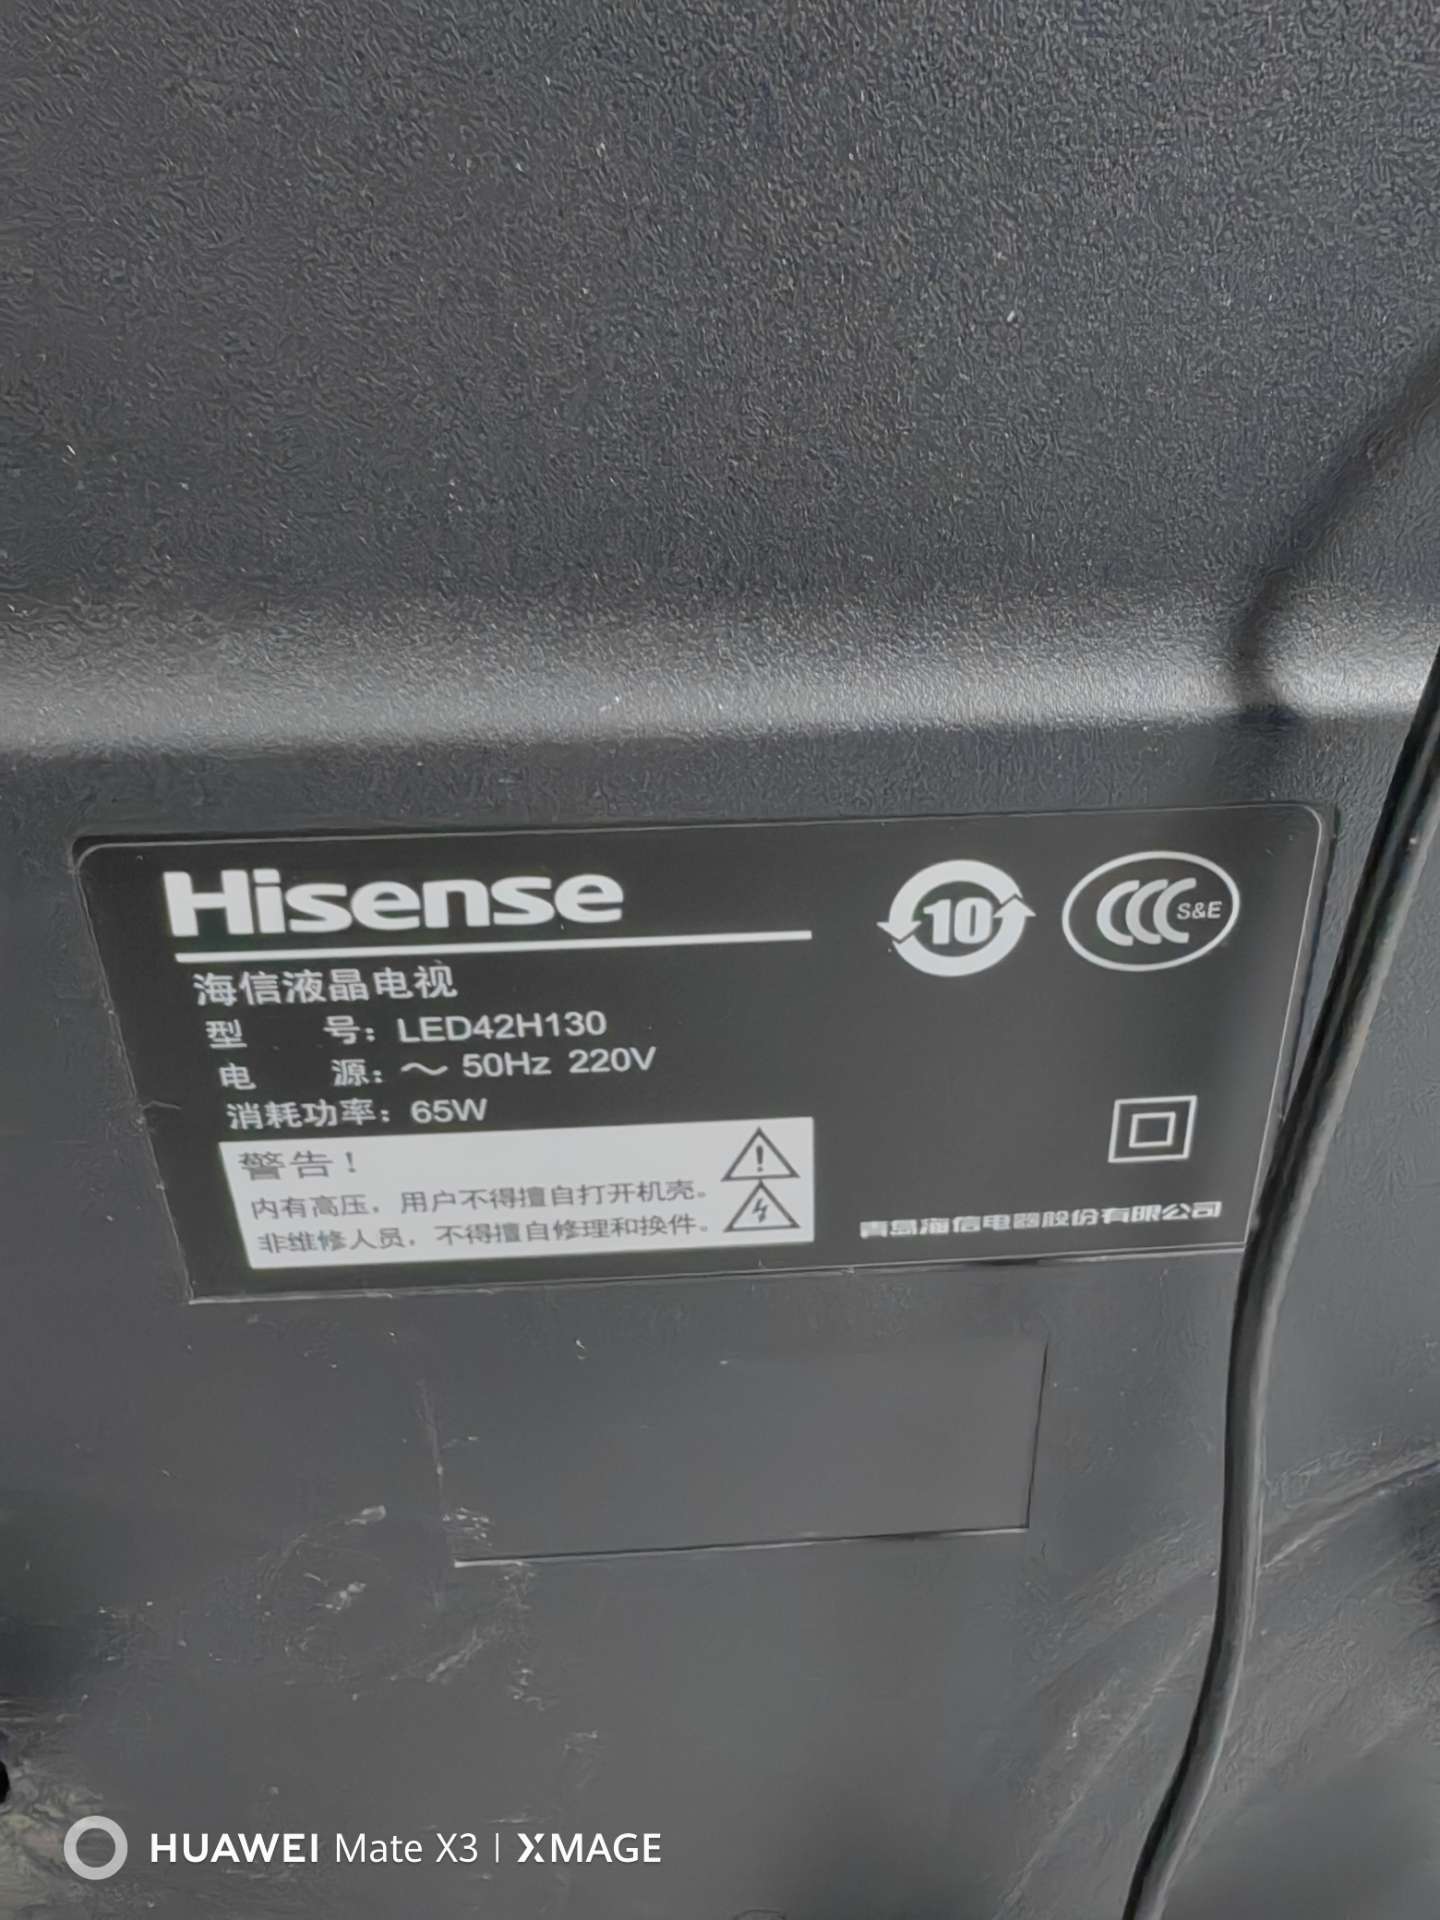 Hisense
海信液晶电视
型 号：LED42H130
电 源：～ 50Hz 220V
消耗功率：65W
警告！
内有高压，用户不得擅自打开机壳。
非维修人员，不得擅自修理和换件。
10
CCC S&E
青岛海信电器股份有限公司
HUAWEI Mate X3 | XMAGE